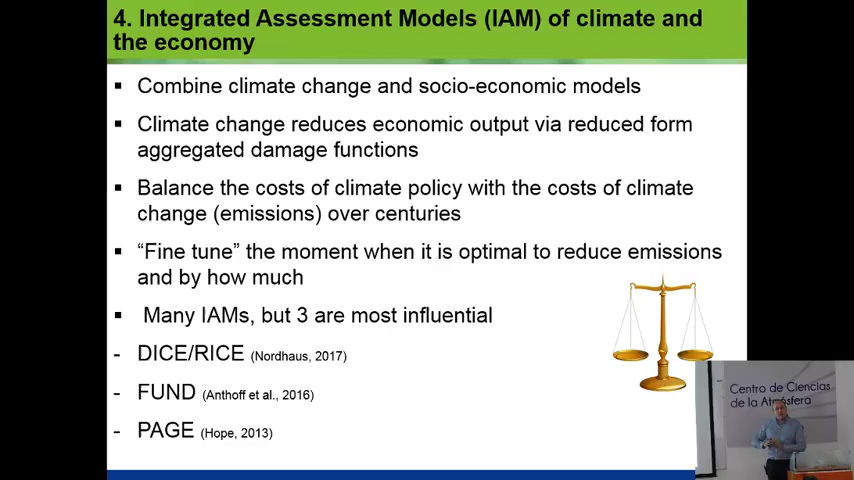 4. Integrated Assessment Models (IAM) of climate and
the economy
▪ Combine climate change and socio-economic models
▪ Climate change reduces economic output via reduced form
aggregated damage functions
▪ Balance the costs of climate policy with the costs of climate
change (emissions) over centuries
▪ “Fine tune” the moment when it is optimal to reduce emissions
and by how much
▪ Many IAMs, but 3 are most influential
- DICE/RICE (Nordhaus, 2017)
- FUND (Anthoff et al., 2016)
- PAGE (Hope, 2013)
Centro de Ciencias
de la Atmósfera